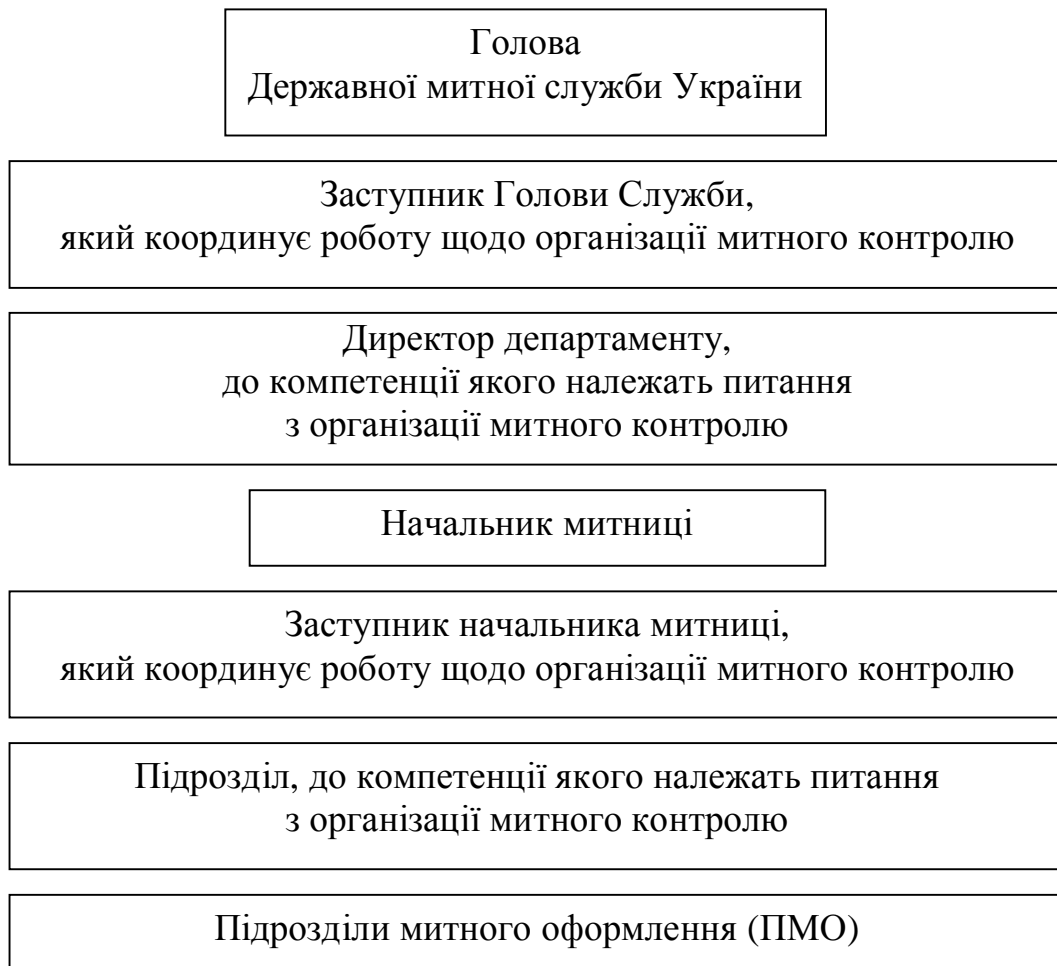 Голова
Державної митної служби України
Заступник Голови Служби,
який координує роботу щодо організації митного контролю
Директор департаменту,
до компетенції якого належать питання
з організації митного контролю
Начальник митниці
Заступник начальника митниці,
який координує роботу щодо організації митного контролю
Підрозділ, до компетенції якого належать питання
з організації митного контролю
Підрозділи митного оформлення (ПМО)